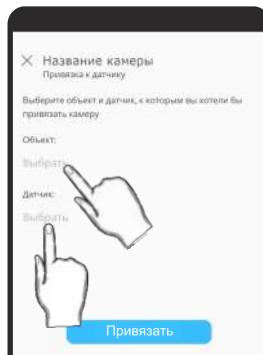 Название камеры
Привязка к датчику
Выберите объект и датчик, к которым вы хотели бы
привязать камеру
Объект:
Выбрать
Датчик:
Выбрать
Привязать